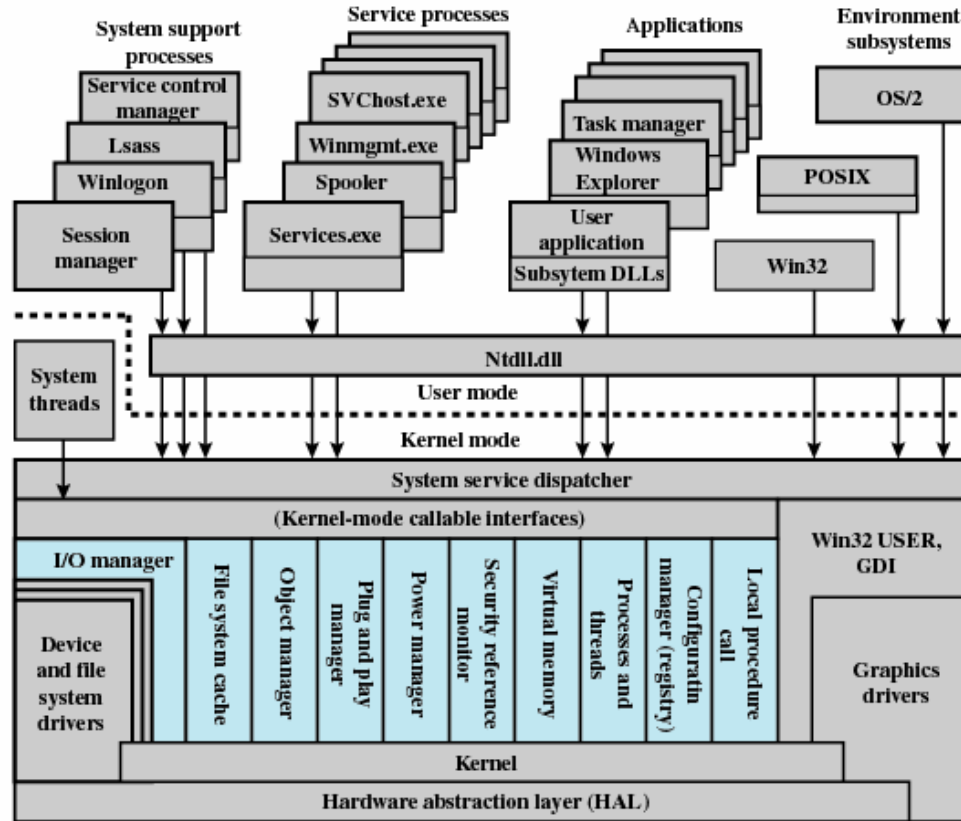 System support
processes
Service processes
Applications
Environment
subsystems
Service control
manager
Lsass
Winlogon
Session
manager
SVChost.exe
Winmgmt.exe
Spooler
Services.exe
Task manager
Windows
Explorer
User
application
Subsytem DLLs
OS/2
POSIX
Win32
System
threads
Ntdll.dll
User mode
Kernel mode
System service dispatcher
(Kernel-mode callable interfaces)
Win32 USER,
GDI
I/O manager
Device
and file
system
drivers
File system cache
Object manager
Plug and play
manager
Power manager
Security reference
monitor
Virtual memory
Processes and
threads
Configuratin
manager (registry)
Local procedure
call
Graphics
drivers
Kernel
Hardware abstraction layer (HAL)